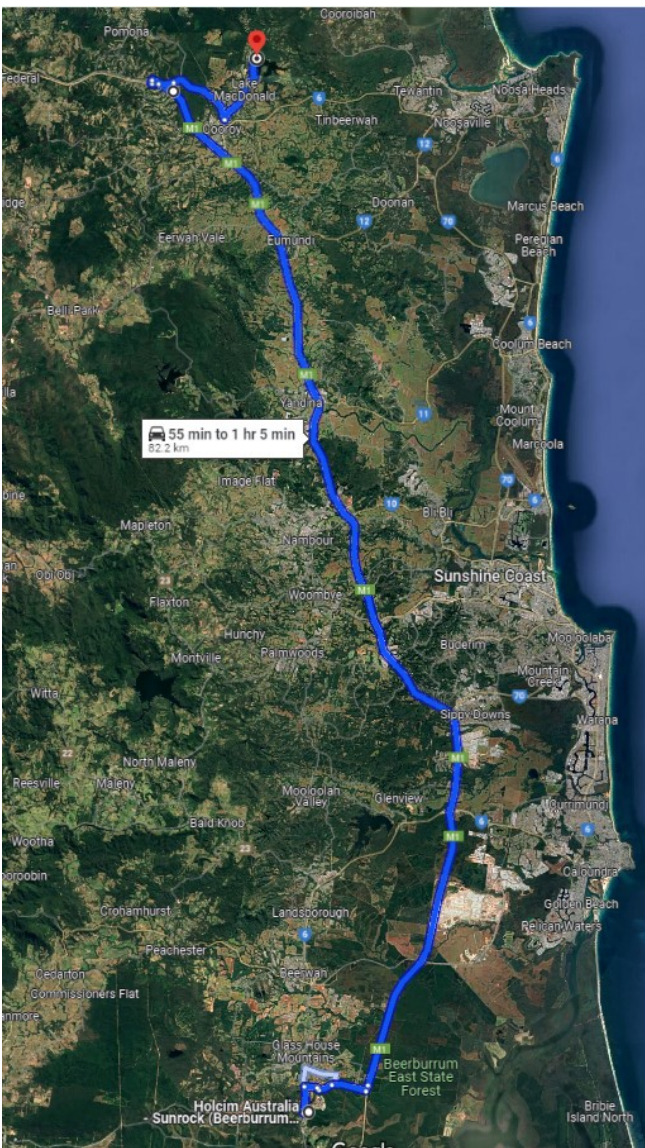 Cooroibah
Pomona
Federal
Lake
MacDonald
6
Tewantin
Noosa Heads
Tinbeerwah
Noosaville
M1
Cooroy
12
6
M1
ridge
M1
Doonan
12
70
Marcus Beach
Eerwah Vale
Eumundi
Peregian
Beach
Belli Park
6
Coolum Beach
M1
Yandina
11
Mount
Coolum
Marcoola
55 min to 1 hr 5 min
82.2 km
Image Flat
70
6
10
Bli Bli
Mapleton
Nambour
Obi Obi
23
Sunshine Coast
M1
Woombye
Flaxton
Hunchy
Palmwoods
Buderim
Mooloolaba
Montville
Mountain
Creek
Witta
70
Sippy Downs
Warana
22
North Maleny
M1
Reesville
Maleny
Mooloolah
Valley
Glenview
Currimundi
Bald Knob
6
6
M1
Wootha
23
ooroobin
Caloundra
Crohamhurst
Landsborough
Golden Beach
6
Pelican Waters
Peachester
Cedarton
Beerwah
Commissioners Flat
anmore
Glass House
Mountains
M1
Beerburrum
East State
Forest
Holcim Australia
- Sunrock (Beerburrum...
Bribie
Island North